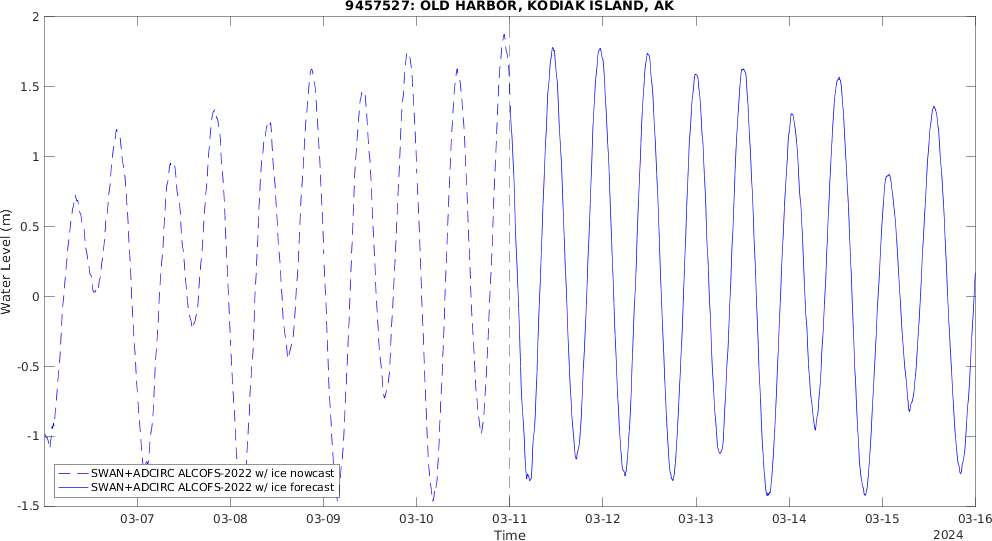 9457527: OLD HARBOR, KODIAK ISLAND, AK
2
1.5
1
0.5
0
-0.5
-1
-1.5
Water Level (m)
SWAN+ADCIRC ALCOFS-2022 w/ ice nowcast
SWAN+ADCIRC ALCOFS-2022 w/ ice forecast
03-07 03-08 03-09 03-10 03-11 03-12 03-13 03-14 03-15 03-16
Time
2024